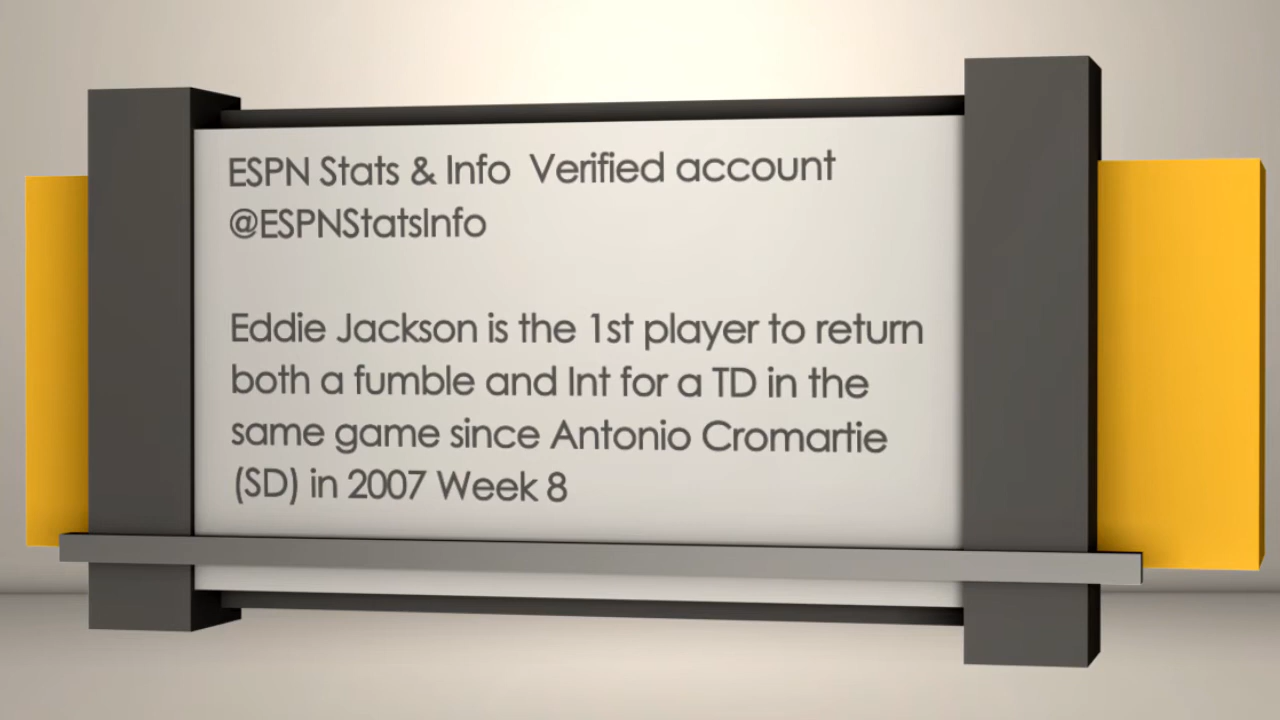 ESPN Stats & Info Verified account
@ESPNStatsInfo
Eddie Jackson is the 1st player to return
both a fumble and Int for a TD in the
same game since Antonio Cromartie
(SD) in 2007 Week 8